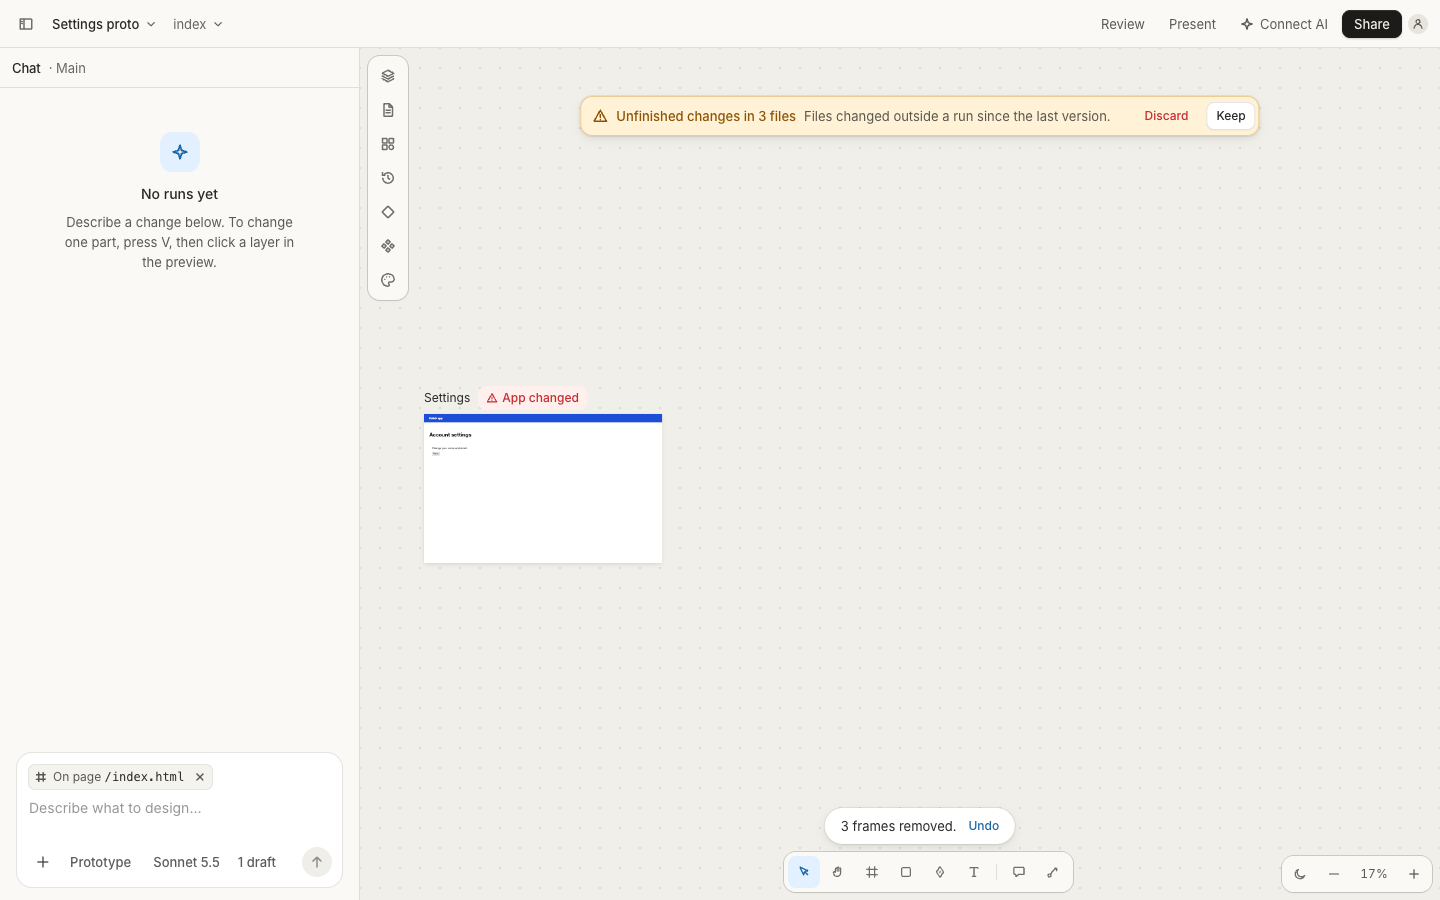 Settings proto
index
Review
Present
Connect AI
Share
Chat · Main
Unfinished changes in 3 files Files changed outside a run since the last version.
Discard
Keep
No runs yet
Describe a change below. To change
one part, press V, then click a layer in
the preview.
Settings
App changed
Account settings
On page /index.html
Describe what to design...
Prototype
Sonnet 5.5
1 draft
3 frames removed. Undo
T
17%